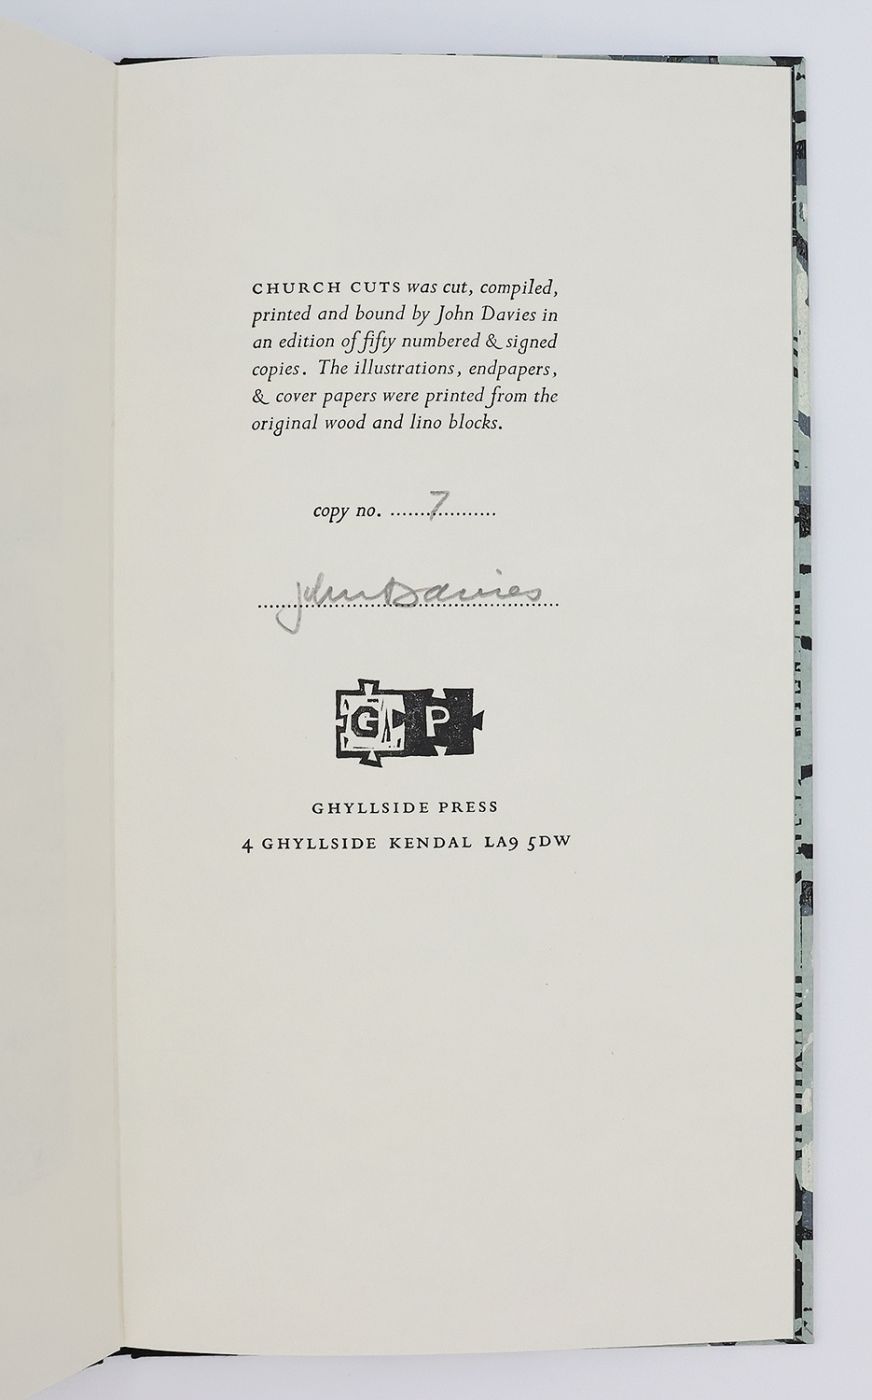 CHURCH CUTS was cut, compiled,
printed and bound by John Davies in
an edition of fifty numbered & signed
copies. The illustrations, endpapers,
& cover papers were printed from the
original wood and lino blocks.
copy no. .......7...........
John Davies
G P
GHYLLSIDE PRESS
4 GHYLLSIDE KENDAL LA9 5DW